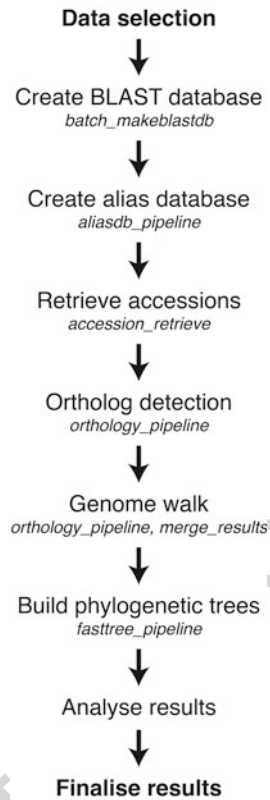 Data selection
Create BLAST database
batch_makeblastdb
Create alias database
aliasdb_pipeline
Retrieve accessions
accession_retrieve
Ortholog detection
orthology_pipeline
Genome walk
orthology_pipeline, merge_results
Build phylogenetic trees
fasttree_pipeline
Analyse results
Finalise results